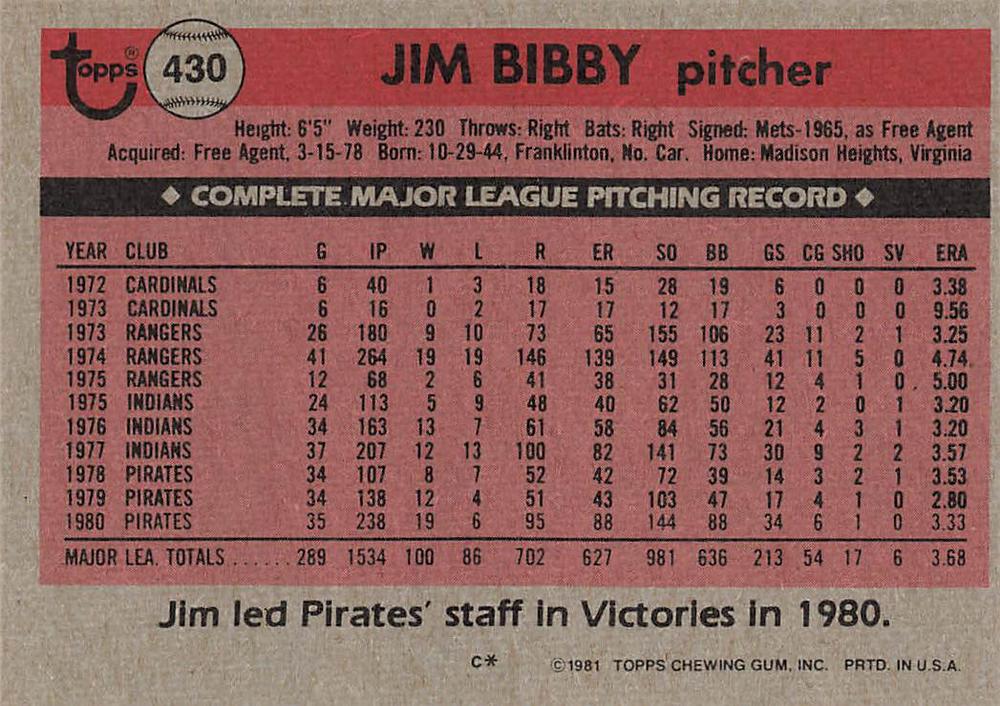 Topps® 430 JIM BIBBY pitcher
Height: 6'5" Weight: 230 Throws: Right Bats: Right Signed: Mets-1965, as Free Agent
Acquired: Free Agent, 3-15-78 Born: 10-29-44, Franklinton, No. Car. Home: Madison Heights, Virginia
◆ COMPLETE MAJOR LEAGUE PITCHING RECORD ◆
YEAR CLUB G IP W L R ER SO BB GS CG SHO SV ERA
1972 CARDINALS 6 40 1 3 18 15 28 19 6 0 0 0 3.38
1973 CARDINALS 6 16 0 2 17 17 12 17 3 0 0 0 9.56
1973 RANGERS 26 180 9 10 73 65 155 106 23 11 2 1 3.25
1974 RANGERS 41 264 19 19 146 139 149 113 41 11 5 0 4.74
1975 RANGERS 12 68 2 6 41 38 31 28 12 4 1 0 5.00
1975 INDIANS 24 113 5 9 48 40 62 50 12 2 0 1 3.20
1976 INDIANS 34 163 13 7 61 58 84 56 21 4 3 1 3.20
1977 INDIANS 37 207 12 13 100 82 141 73 30 9 2 2 3.57
1978 PIRATES 34 107 8 7 52 42 72 39 14 3 2 1 3.53
1979 PIRATES 34 138 12 4 51 43 103 47 17 4 1 0 2.80
1980 PIRATES 35 238 19 6 95 88 144 88 34 6 1 0 3.33
MAJOR LEA. TOTALS ...... 289 1534 100 86 702 627 981 636 213 54 17 6 3.68
Jim led Pirates' staff in Victories in 1980.
C* ©1981 TOPPS CHEWING GUM, INC. PRTD. IN U.S.A.